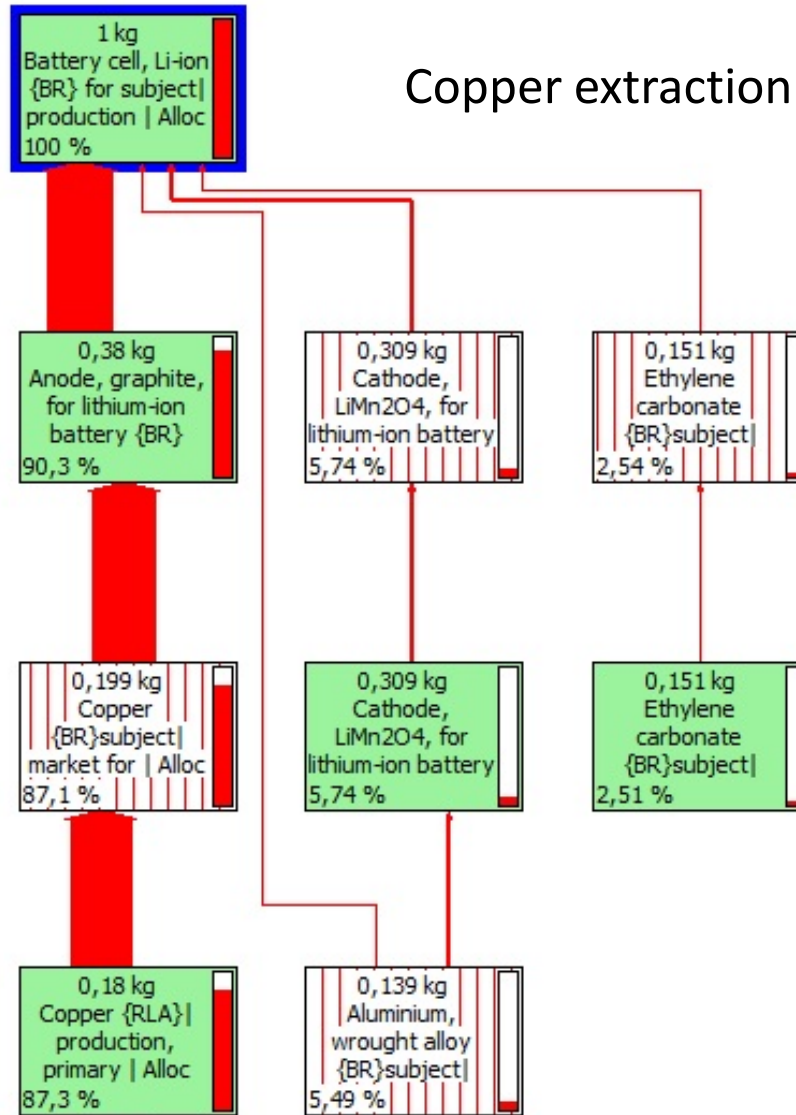 Copper extraction
1 kg
Battery cell, Li-ion
{BR} for subject|
production | Alloc
100 %
0,38 kg
Anode, graphite,
for lithium-ion
battery {BR}
90,3 %
0,309 kg
Cathode,
LiMn2O4, for
lithium-ion battery
5,74 %
0,151 kg
Ethylene
carbonate
{BR}subject|
2,54 %
0,199 kg
Copper
{BR}subject|
market for | Alloc
87,1 %
0,309 kg
Cathode,
LiMn2O4, for
lithium-ion battery
5,74 %
0,151 kg
Ethylene
carbonate
{BR}subject|
2,51 %
0,18 kg
Copper {RLA}|
production,
primary | Alloc
87,3 %
0,139 kg
Aluminium,
wrought alloy
{BR}subject|
5,49 %